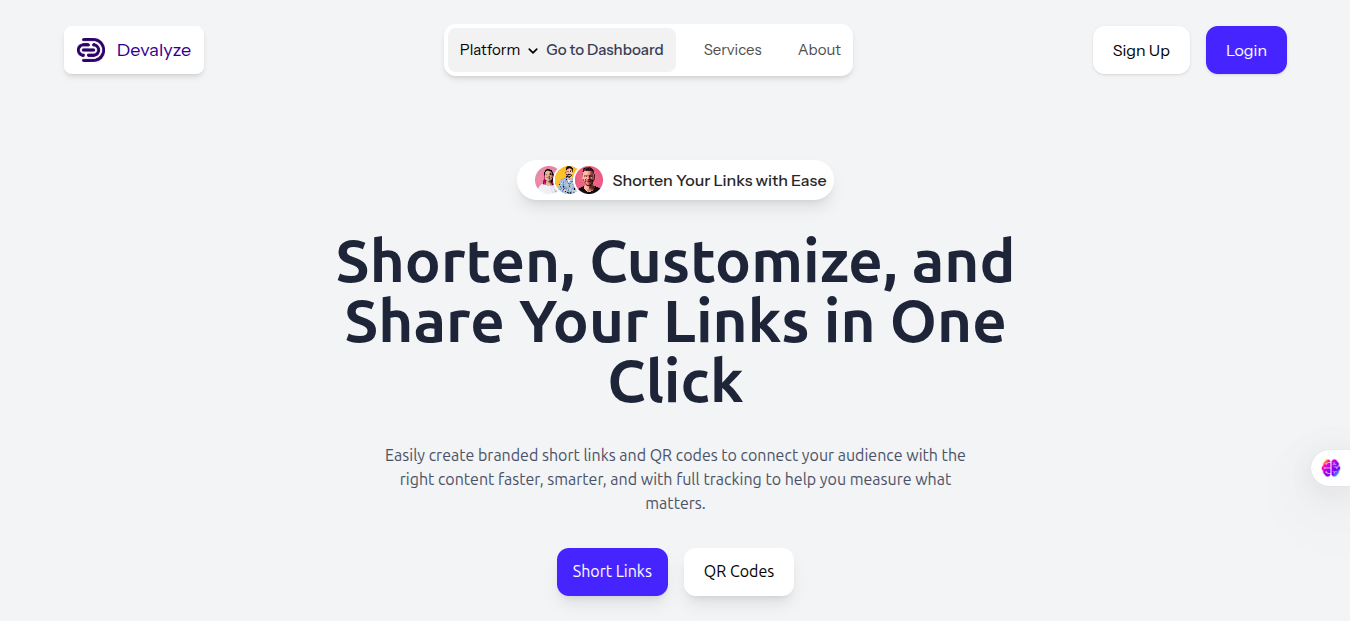 Devalyze
Platform Go to Dashboard Services About
Sign Up Login
Shorten Your Links with Ease
Shorten, Customize, and
Share Your Links in One
Click
Easily create branded short links and QR codes to connect your audience with the
right content faster, smarter, and with full tracking to help you measure what
matters.
Short Links QR Codes